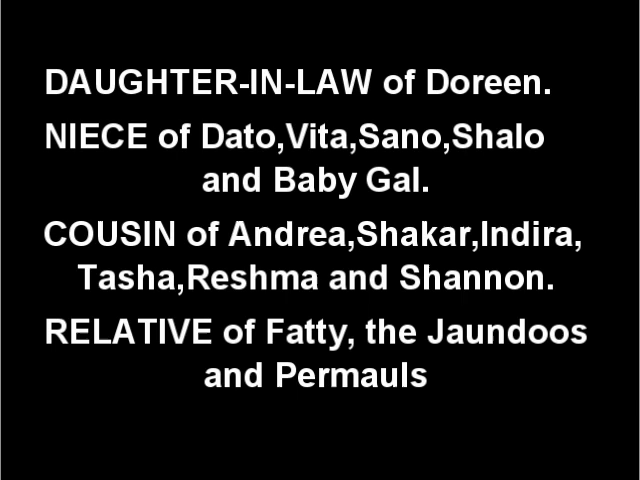 DAUGHTER-IN-LAW of Doreen.
NIECE of Dato,Vita,Sano,Shalo
and Baby Gal.
COUSIN of Andrea,Shakar,Indira,
Tasha,Reshma and Shannon.
RELATIVE of Fatty, the Jaundoos
and Permauls